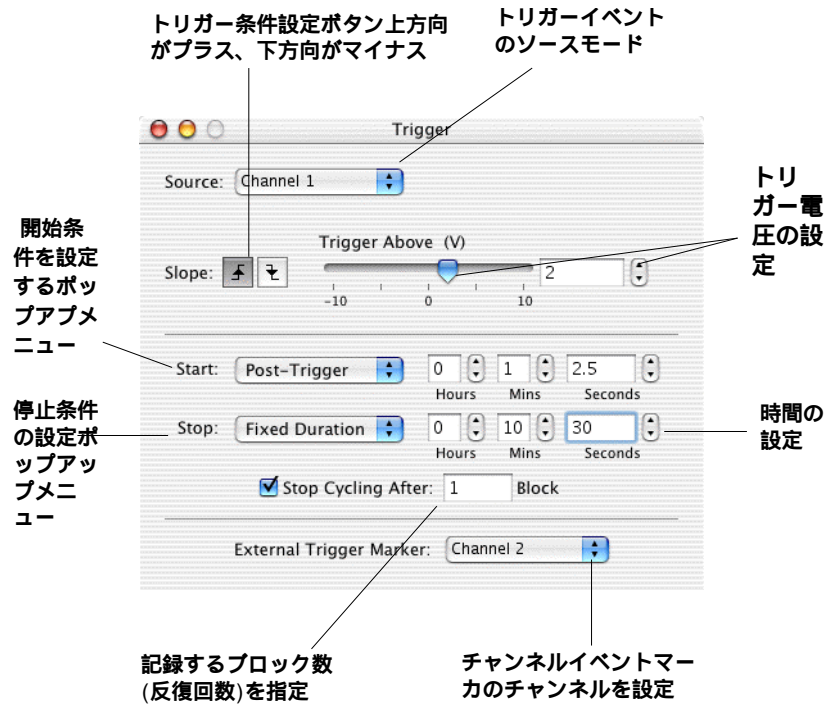 トリガー条件設定ボタン上方向
がプラス、下方向がマイナス
トリガーイベント
のソースモード
Trigger
Source: Channel 1
トリ
ガー電
圧の設
定
開始条
件を設定
するポッ
プアプメ
ニュー
Trigger Above (V)
Slope: 2
-10 0 10
Start: Post-Trigger 0 1 2.5
Hours Mins Seconds
停止条件
の設定ポ
ップアッ
プメニ
ュー
Stop: Fixed Duration 0 10 30
Hours Mins Seconds
時間の
設定
Stop Cycling After: 1 Block
External Trigger Marker: Channel 2
記録するブロック数
(反復回数)を指定
チャンネルイベントマー
カのチャンネルを設定